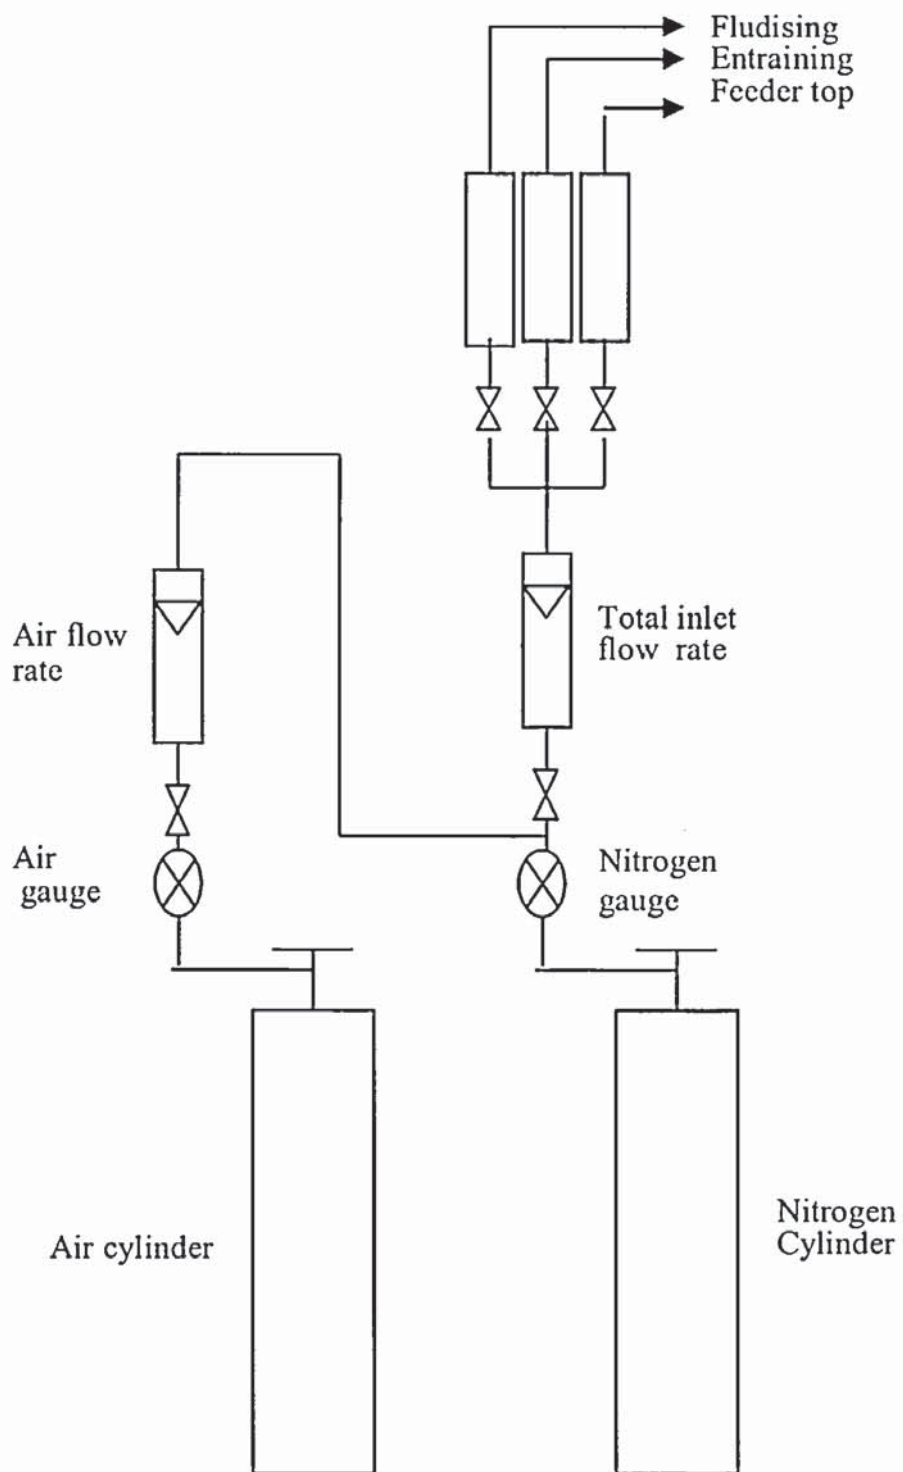 Fludising
Entraining
Feeder top
Air flow
rate
Total inlet
flow rate
Air
gauge
Nitrogen
gauge
Air cylinder
Nitrogen
Cylinder